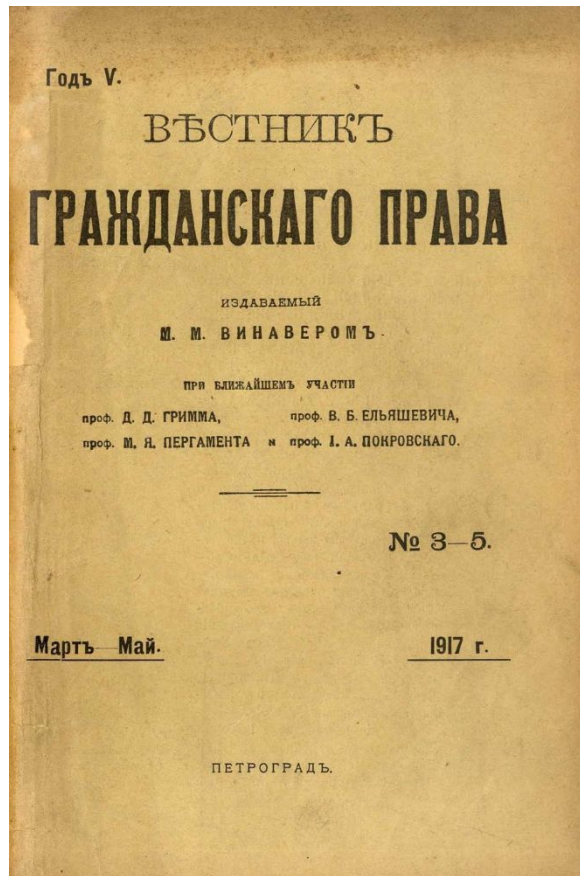 Годъ V.
ВѢСТНИКЪ
ГРАЖДАНСКАГО ПРАВА
ИЗДАВАЕМЫЙ
М. М. ВИНАВЕРОМЪ
ПРИ БЛИЖАЙШЕМЪ УЧАСТІИ
проф. Д. Д. ГРИММА, проф. В. Б. ЕЛЬЯШЕВИЧА,
проф. М. Я. ПЕРГАМЕНТА и проф. І. А. ПОКРОВСКАГО.
№ 3—5.
Мартъ—Май. 1917 г.
ПЕТРОГРАДЪ.